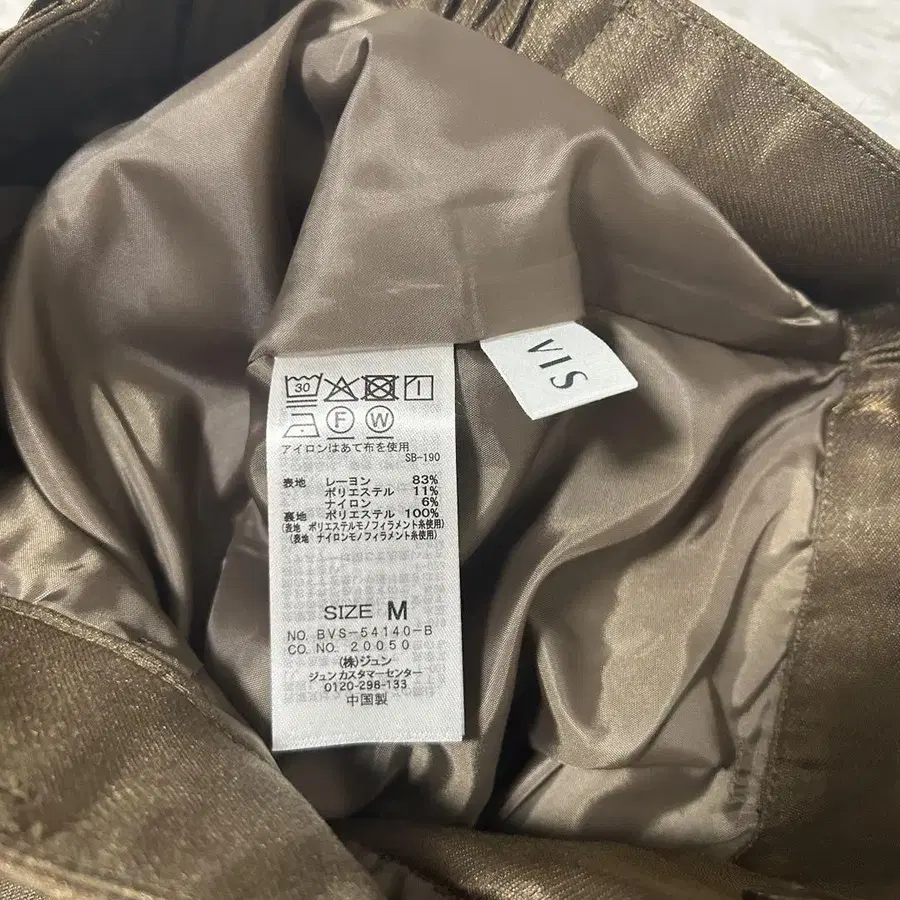 VIS
30
F W
アイロンはあて布を使用
SB-190
表地 レーヨン 83%
ポリエステル 11%
ナイロン 6%
裏地 ポリエステル 100%
(表地 ポリエステルモノフィラメント糸使用)
(表地 ナイロンモノフィラメント糸使用)
SIZE M
NO. BVS-54140-B
CO. NO. 20050
(株)ジュン
ジュン カスタマーセンター
0120-298-133
中国製